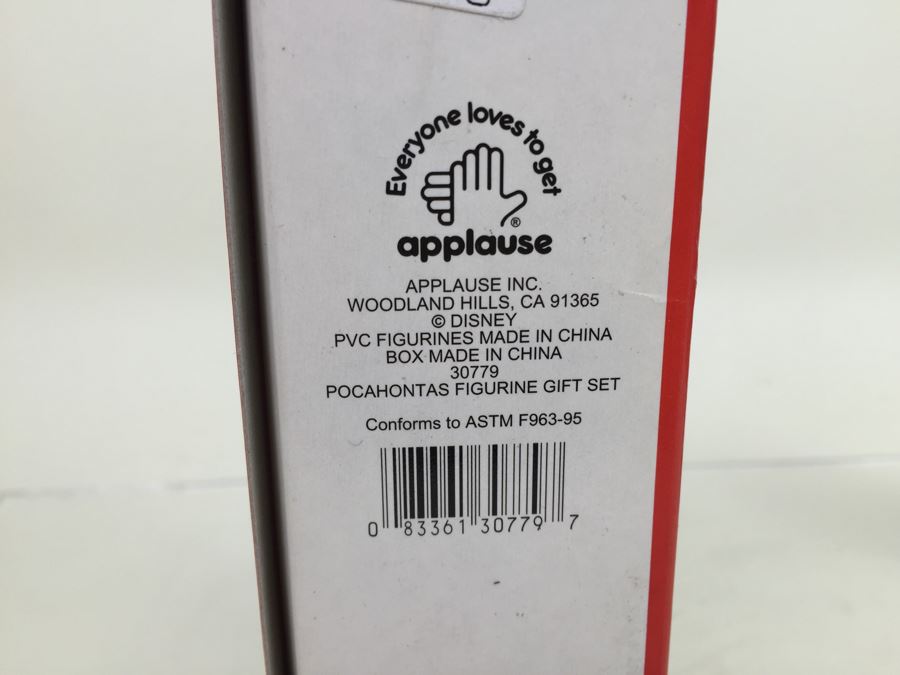 Everyone loves to get
®
applause
APPLAUSE INC.
WOODLAND HILLS, CA 91365
© DISNEY
PVC FIGURINES MADE IN CHINA
BOX MADE IN CHINA
30779
POCAHONTAS FIGURINE GIFT SET
Conforms to ASTM F963-95
0 83361 30779 7